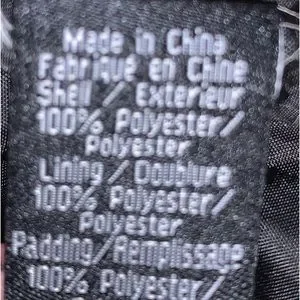 Made in China
Fabriqué en Chine
Shell / Exterieur
100% Polyester/
Polyester
Lining / Doublure
100% Polyester/
Polyester
Padding/Remplissage
100% Polyester/